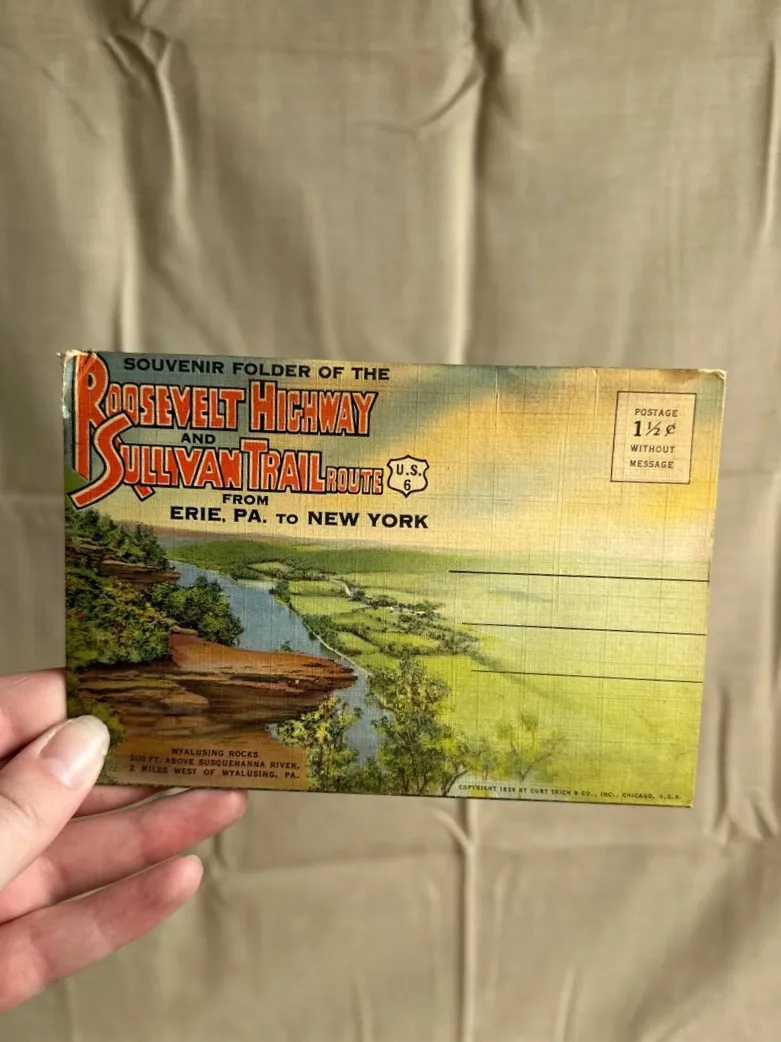 SOUVENIR FOLDER OF THE
ROOSEVELT HIGHWAY
AND
SULLIVAN TRAIL ROUTE
U.S.
6
FROM
ERIE, PA. TO NEW YORK
POSTAGE
1½¢
WITHOUT
MESSAGE
WYALUSING ROCKS
500 FT. ABOVE SUSQUEHANNA RIVER,
2 MILES WEST OF WYALUSING, PA.
COPYRIGHT 1939 BY CURT TEICH & CO., INC., CHICAGO, U.S.A.